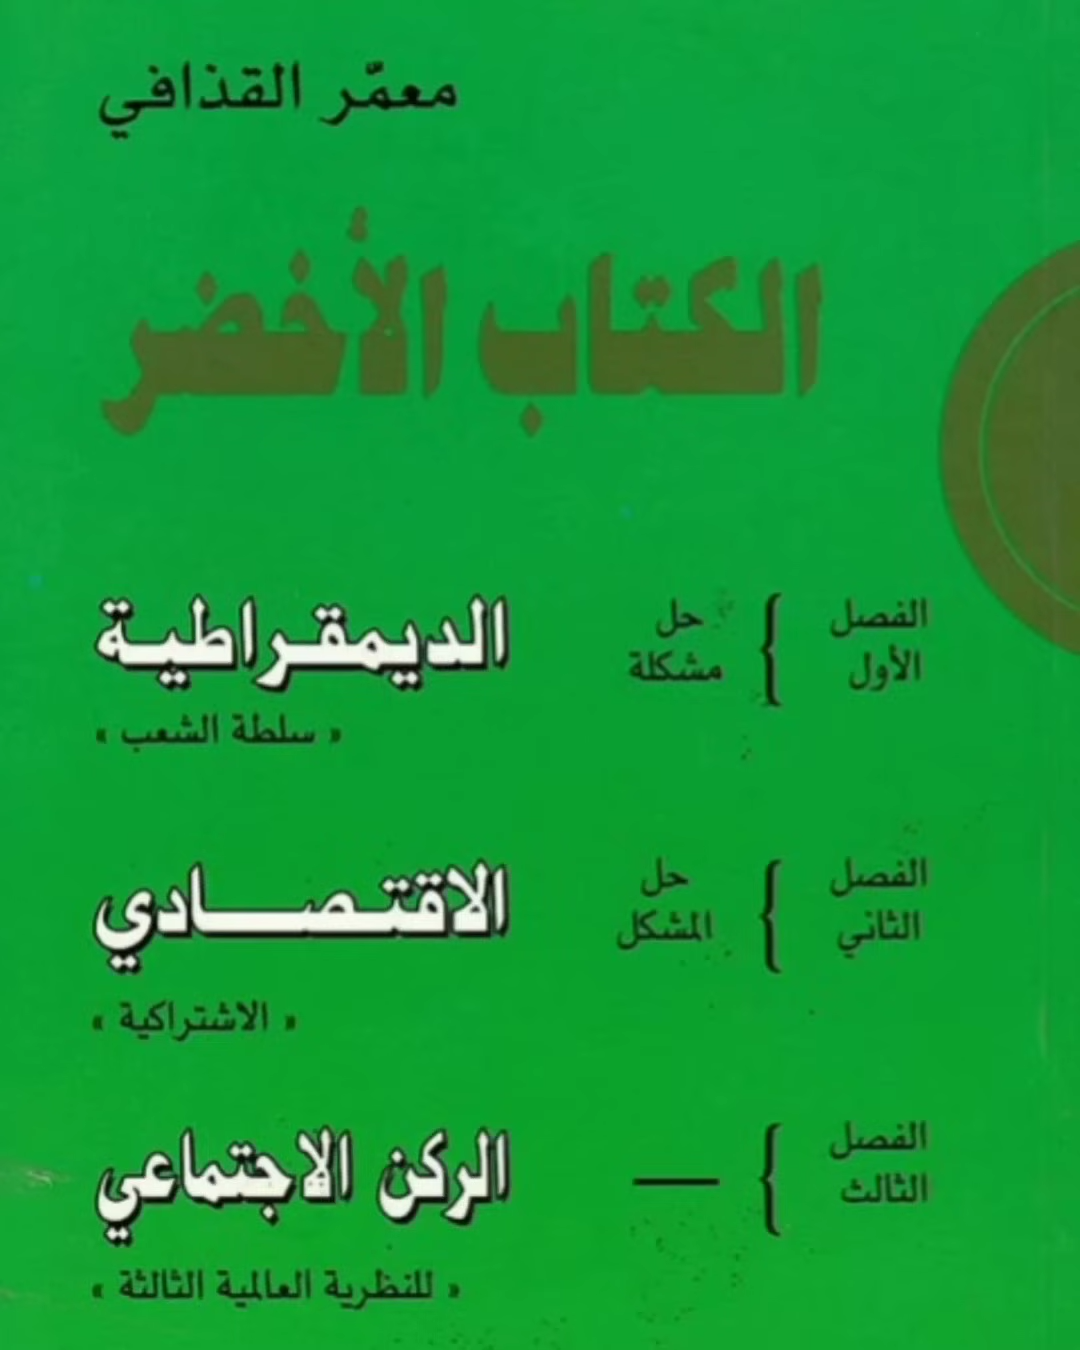 معمّر القذافي
الكتاب الأخضر
الفصل الأول
حل مشكلة
الديمقراطية
« سلطة الشعب »
الفصل الثاني
حل المشكل
الاقتصادي
« الاشتراكية »
الفصل الثالث
الركن الاجتماعي
« للنظرية العالمية الثالثة »